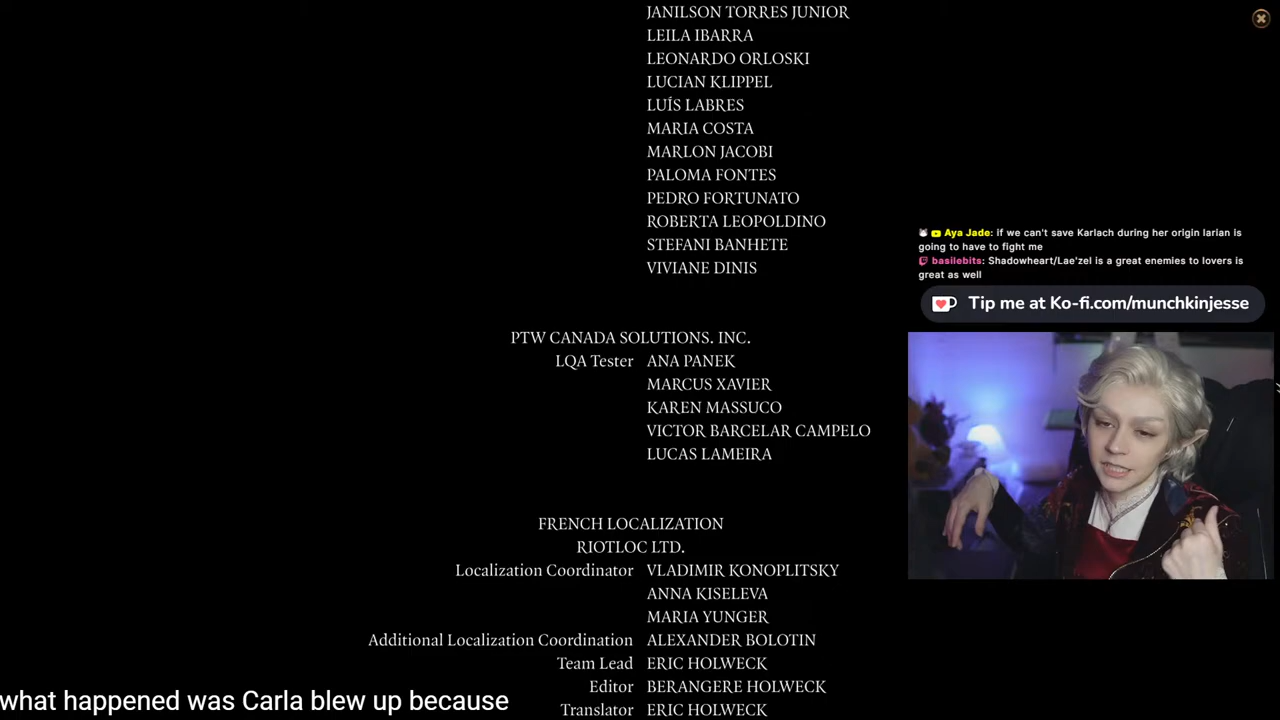 JANILSON TORRES JUNIOR
LEILA IBARRA
LEONARDO ORLOSKI
LUCIAN KLIPPEL
LUÍS LABRES
MARIA COSTA
MARLON JACOBI
PALOMA FONTES
PEDRO FORTUNATO
ROBERTA LEOPOLDINO
STEFANI BANHETE
VIVIANE DINIS
PTW CANADA SOLUTIONS. INC.
LQA Tester ANA PANEK
MARCUS XAVIER
KAREN MASSUCO
VICTOR BARCELAR CAMPELO
LUCAS LAMEIRA
FRENCH LOCALIZATION
RIOTLOC LTD.
Localization Coordinator VLADIMIR KONOPLITSKY
ANNA KISELEVA
MARIA YUNGER
Additional Localization Coordination ALEXANDER BOLOTIN
Team Lead ERIC HOLWECK
Editor BERANGERE HOLWECK
Translator ERIC HOLWECK
Aya Jade: if we can't save Karlach during her origin larian is
going to have to fight me
basilebits: Shadowheart/Lae'zel is a great enemies to lovers is
great as well
Tip me at Ko-fi.com/munchkinjesse
what happened was Carla blew up because